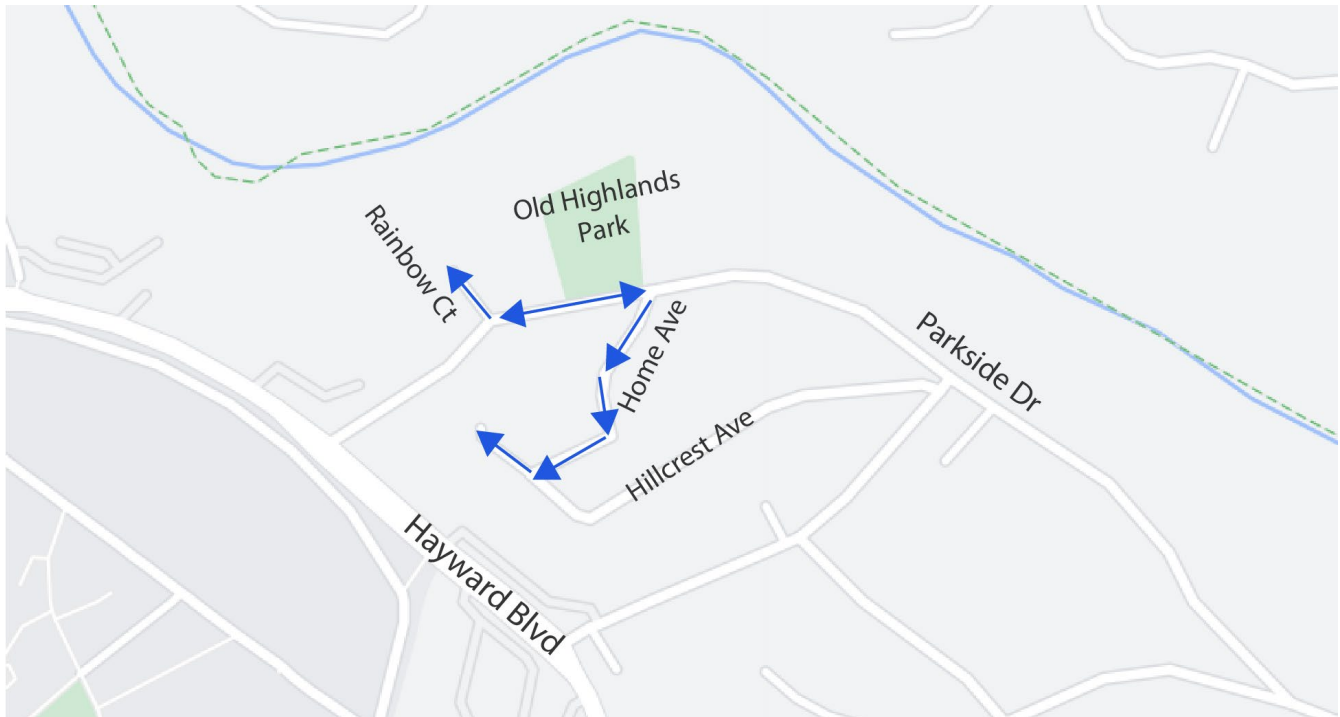 Old Highlands
Park
Rainbow Ct
Home Ave
Parkside Dr
Hillcrest Ave
Hayward Blvd